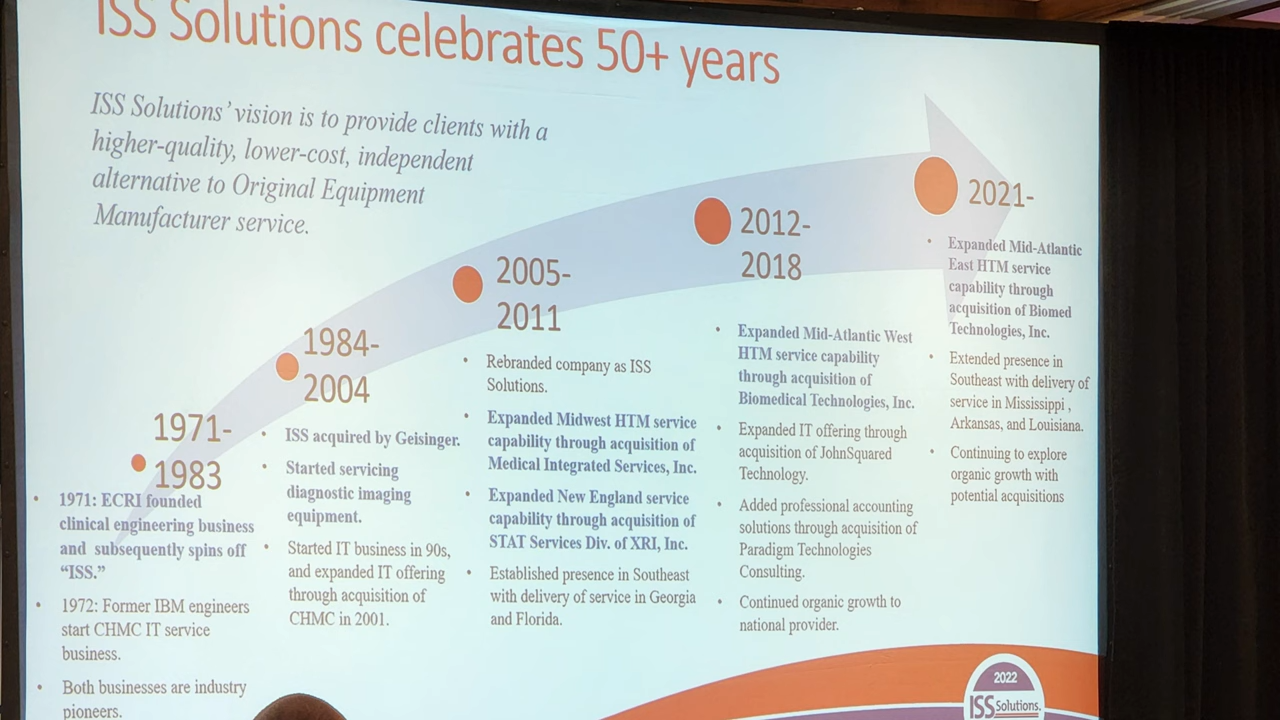 ISS Solutions celebrates 50+ years
ISS Solutions’ vision is to provide clients with a
higher-quality, lower-cost, independent
alternative to Original Equipment
Manufacturer service.
1971-
1983
• 1971: ECRI founded
clinical engineering business
and subsequently spins off
“ISS.”
• 1972: Former IBM engineers
start CHMC IT service
business.
• Both businesses are industry
pioneers.
1984-
2004
• ISS acquired by Geisinger.
• Started servicing
diagnostic imaging
equipment.
• Started IT business in 90s,
and expanded IT offering
through acquisition of
CHMC in 2001.
2005-
2011
• Rebranded company as ISS
Solutions.
• Expanded Midwest HTM service
capability through acquisition of
Medical Integrated Services, Inc.
• Expanded New England service
capability through acquisition of
STAT Services Div. of XRI, Inc.
• Established presence in Southeast
with delivery of service in Georgia
and Florida.
2012-
2018
• Expanded Mid-Atlantic West
HTM service capability
through acquisition of
Biomedical Technologies, Inc.
• Expanded IT offering through
acquisition of JohnSquared
Technology.
• Added professional accounting
solutions through acquisition of
Paradigm Technologies
Consulting.
• Continued organic growth to
national provider.
2021-
• Expanded Mid-Atlantic
East HTM service
capability through
acquisition of Biomed
Technologies, Inc.
• Extended presence in
Southeast with delivery of
service in Mississippi ,
Arkansas, and Louisiana.
• Continuing to explore
organic growth with
potential acquisitions
2022
ISS Solutions.